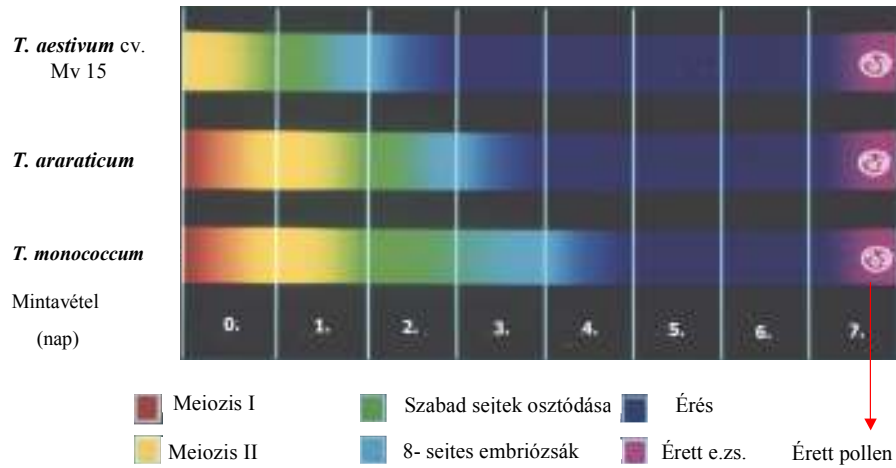 T. aestivum cv.
Mv 15
T. araraticum
T. monococcum
Mintavétel
(nap)
0. 1. 2. 3. 4. 5. 6. 7.
Meiozis I
Szabad sejtek osztódása
Érés
Meiozis II
8- sejtes embriózsák
Érett e.zs.
Érett pollen